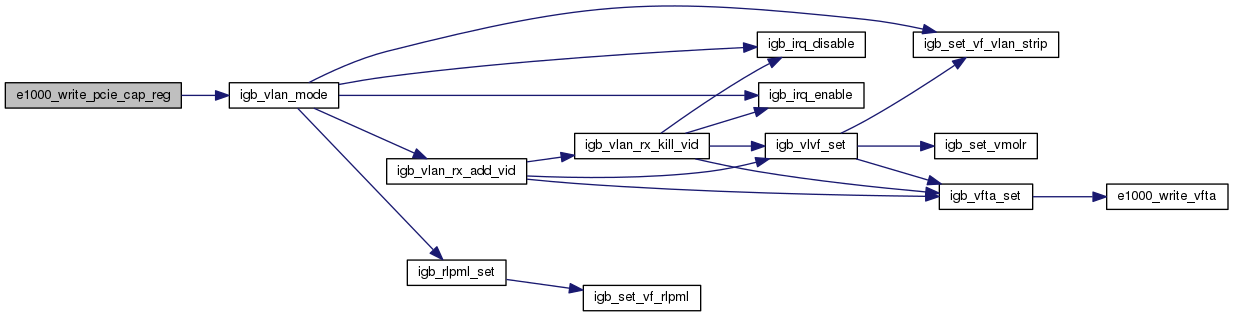 e1000_write_pcie_cap_reg
igb_vlan_mode
igb_irq_disable
igb_set_vf_vlan_strip
igb_irq_enable
igb_vlan_rx_kill_vid
igb_vlvf_set
igb_set_vmolr
igb_vlan_rx_add_vid
igb_vfta_set
e1000_write_vfta
igb_rlpml_set
igb_set_vf_rlpml